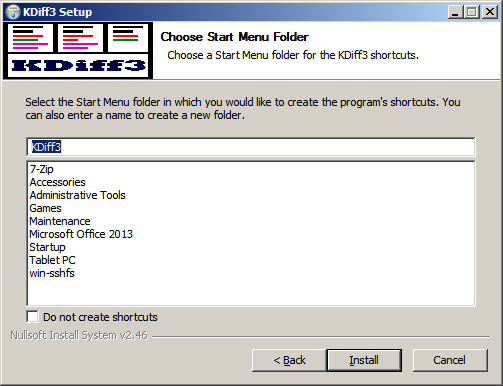 KDiff3 Setup
KDiff3
Choose Start Menu Folder
Choose a Start Menu folder for the KDiff3 shortcuts.
Select the Start Menu folder in which you would like to create the program's shortcuts. You
can also enter a name to create a new folder.
KDiff3
7-Zip
Accessories
Administrative Tools
Games
Maintenance
Microsoft Office 2013
Startup
Tablet PC
win-sshfs
Do not create shortcuts
Nullsoft Install System v2.46
< Back
Install
Cancel